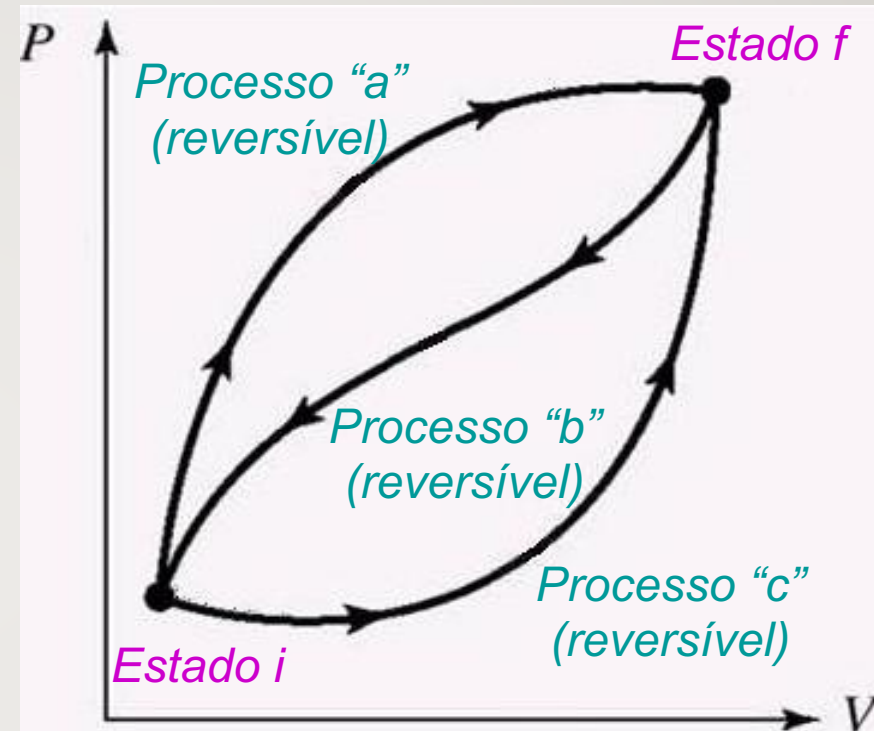 P
Estado f
Processo “a”
(reversível)
Processo “b”
(reversível)
Processo “c”
(reversível)
Estado i
V